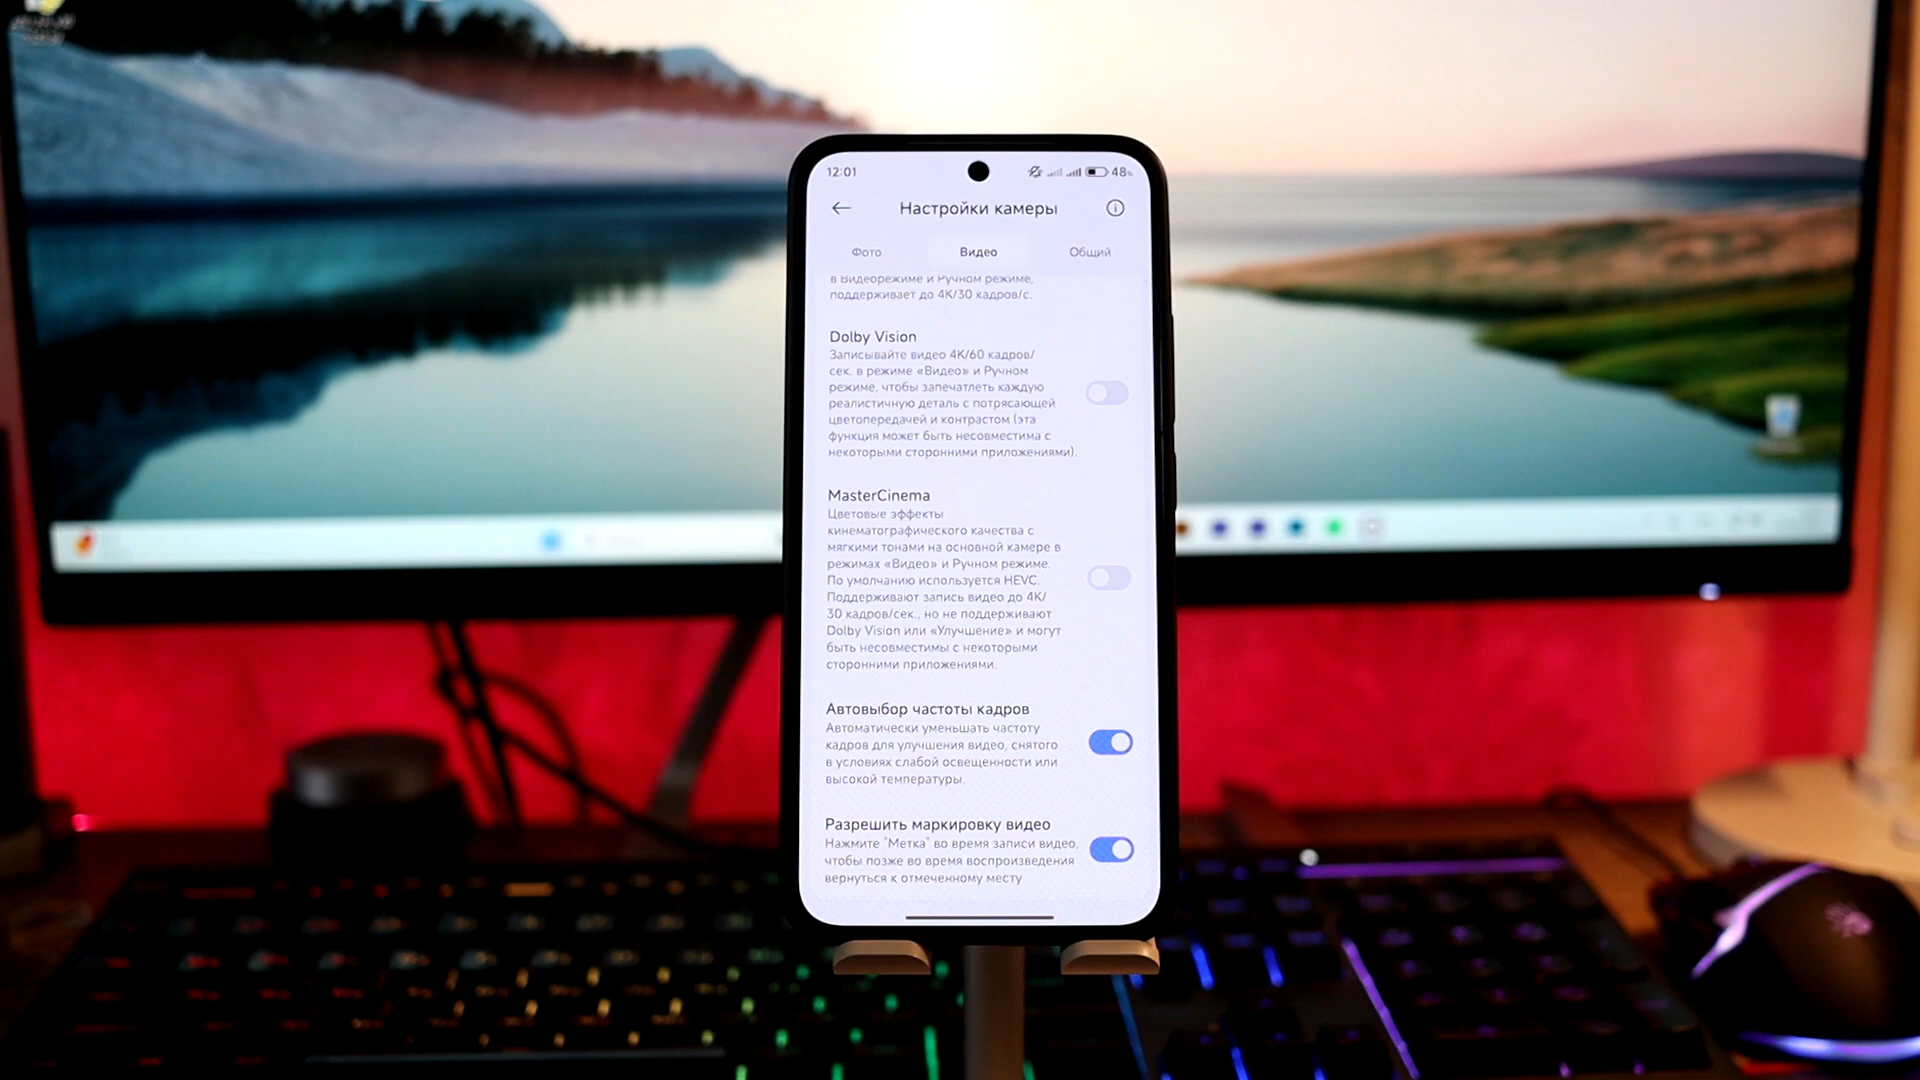 12:01
48%
Настройки камеры
Фото
Видео
Общий
в Видеорежиме и Ручном режиме,
поддерживает до 4K/30 кадров/с.
Dolby Vision
Записывайте видео 4K/60 кадров/
сек. в режиме «Видео» и Ручном
режиме, чтобы запечатлеть каждую
реалистичную деталь с потрясающей
цветопередачей и контрастом (эта
функция может быть несовместима с
некоторыми сторонними приложениями).
MasterCinema
Цветовые эффекты
кинематографического качества с
мягкими тонами на основной камере в
режимах «Видео» и Ручном режиме.
По умолчанию используется HEVC.
Поддерживают запись видео до 4K/
30 кадров/сек., но не поддерживают
Dolby Vision или «Улучшение» и могут
быть несовместимы с некоторыми
сторонними приложениями.
Автовыбор частоты кадров
Автоматически уменьшать частоту
кадров для улучшения видео, снятого
в условиях слабой освещенности или
высокой температуры.
Разрешить маркировку видео
Нажмите "Метка" во время записи видео,
чтобы позже во время воспроизведения
вернуться к отмеченному месту